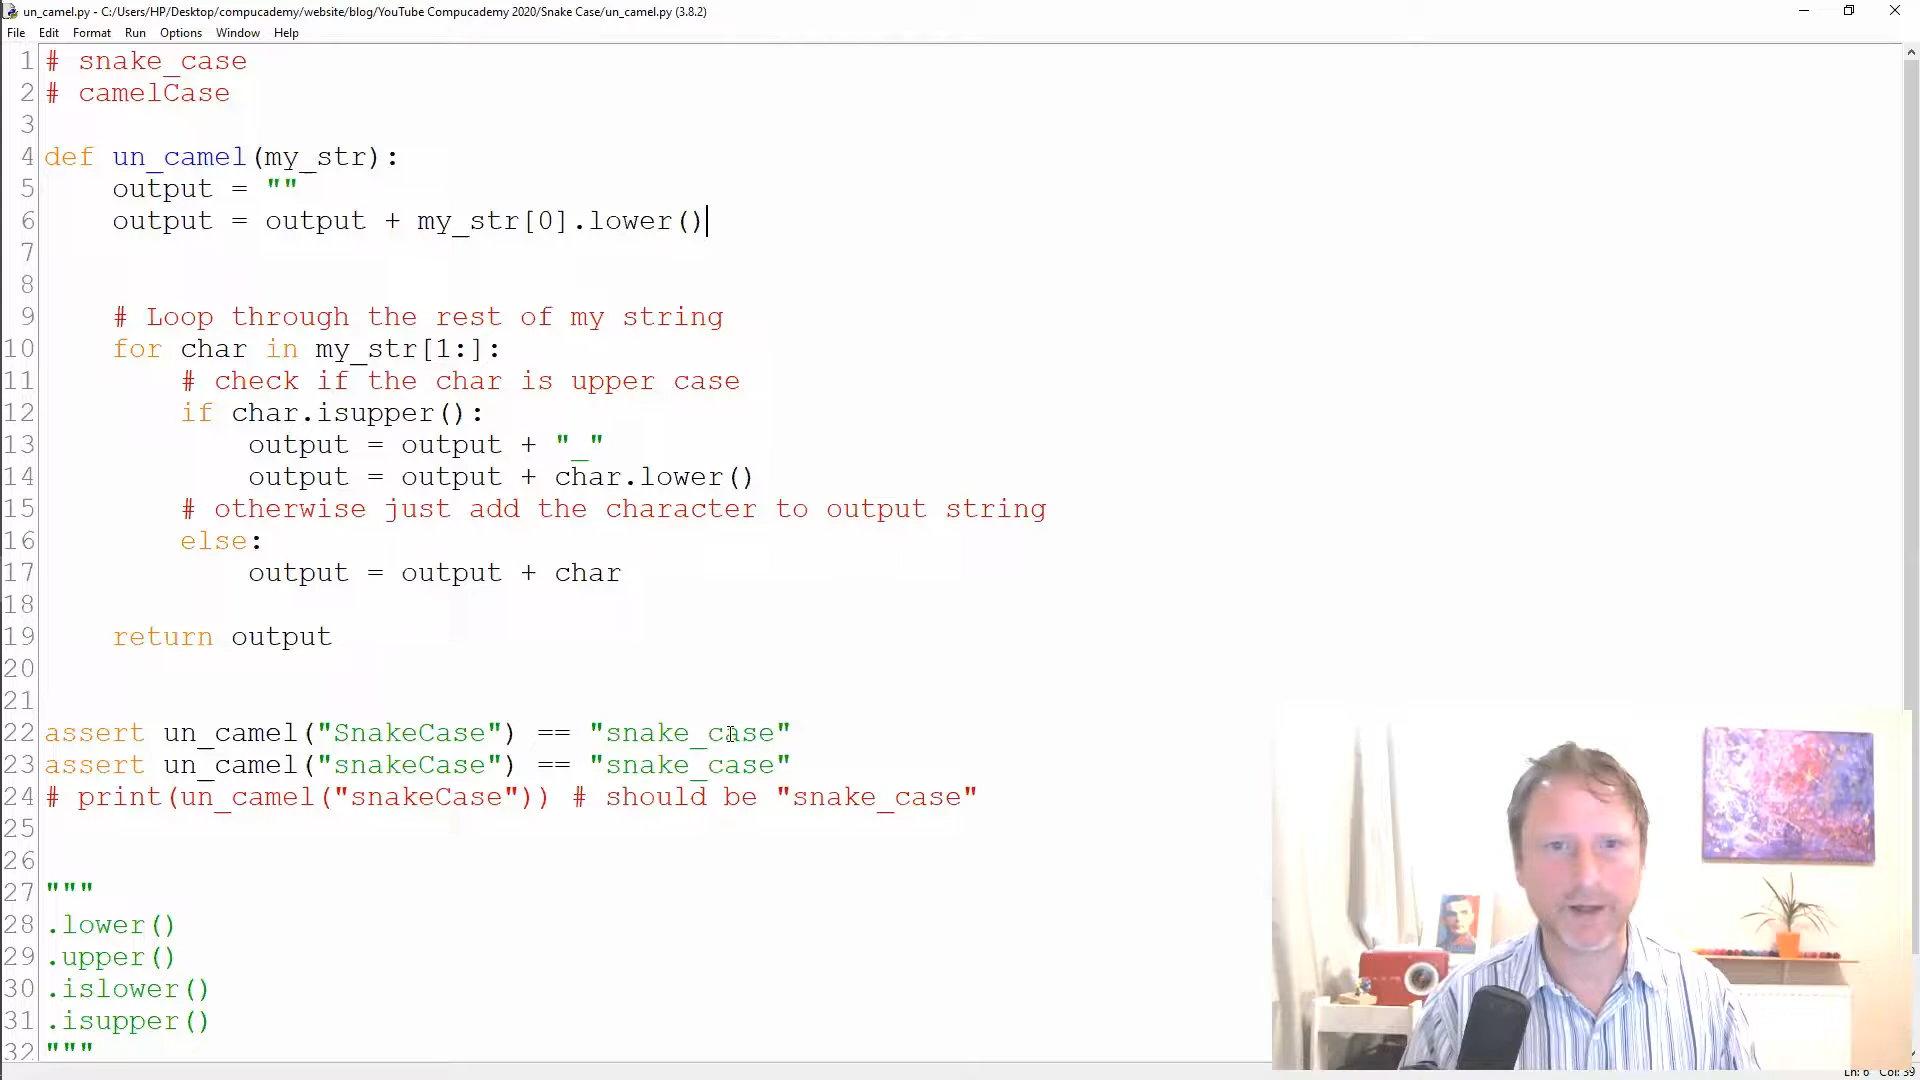 un_camel.py - C:/Users/HP/Desktop/compucademy/website/blog/YouTube Compucademy 2020/Snake Case/un_camel.py (3.8.2)
File Edit Format Run Options Window Help
1 # snake_case
2 # camelCase
3
4 def un_camel(my_str):
5 output = ""
6 output = output + my_str[0].lower()
7
8
9 # Loop through the rest of my string
10 for char in my_str[1:]:
11 # check if the char is upper case
12 if char.isupper():
13 output = output + "_"
14 output = output + char.lower()
15 # otherwise just add the character to output string
16 else:
17 output = output + char
18
19 return output
20
21
22 assert un_camel("SnakeCase") == "snake_case"
23 assert un_camel("snakeCase") == "snake_case"
24 # print(un_camel("snakeCase")) # should be "snake_case"
25
26
27 """
28 .lower()
29 .upper()
30 .islower()
31 .isupper()
32 """
Ln: 6 Col: 39